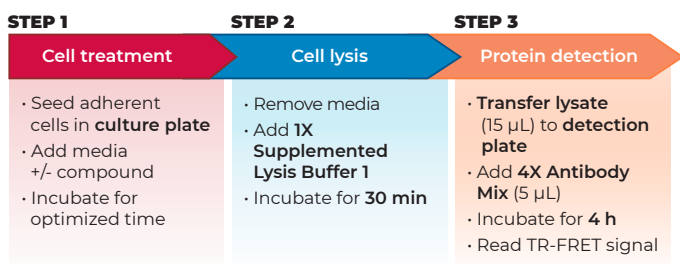 STEP 1
Cell treatment
· Seed adherent
cells in culture plate
· Add media
+/- compound
· Incubate for
optimized time
STEP 2
Cell lysis
· Remove media
· Add 1X
Supplemented
Lysis Buffer 1
· Incubate for 30 min
STEP 3
Protein detection
· Transfer lysate
(15 µL) to detection
plate
· Add 4X Antibody
Mix (5 µL)
· Incubate for 4 h
· Read TR-FRET signal